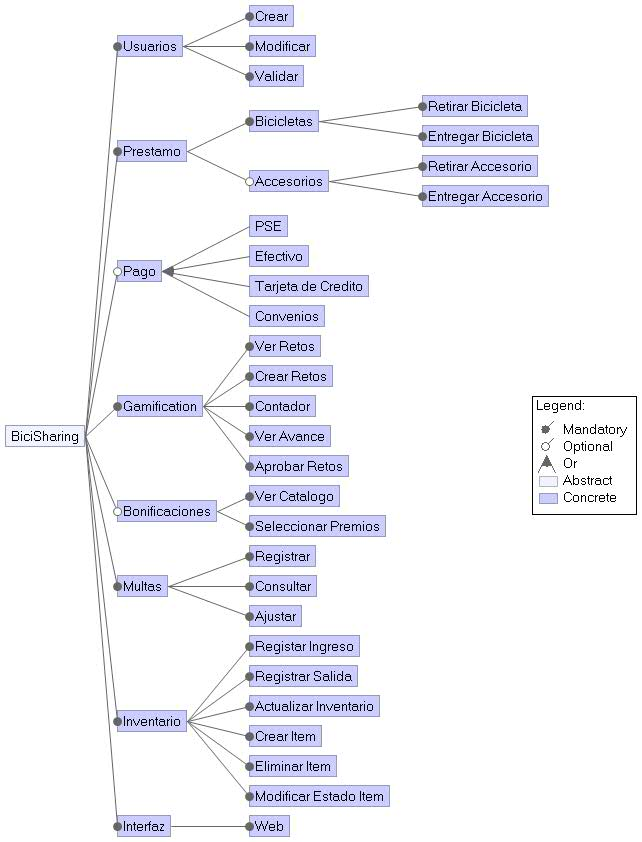 Crear
Usuarios
Modificar
Validar
Retirar Bicicleta
Bicicletas
Entregar Bicicleta
Prestamo
Retirar Accesorio
Accesorios
Entregar Accesorio
PSE
Efectivo
Pago
Tarjeta de Credito
Convenios
Ver Retos
Crear Retos
Gamification
Contador
Ver Avance
BiciSharing
Aprobar Retos
Ver Catalogo
Bonificaciones
Seleccionar Premios
Registrar
Multas
Consultar
Ajustar
Registar Ingreso
Registrar Salida
Actualizar Inventario
Inventario
Crear Item
Eliminar Item
Modificar Estado Item
Interfaz
Web
Legend:
Mandatory
Optional
Or
Abstract
Concrete